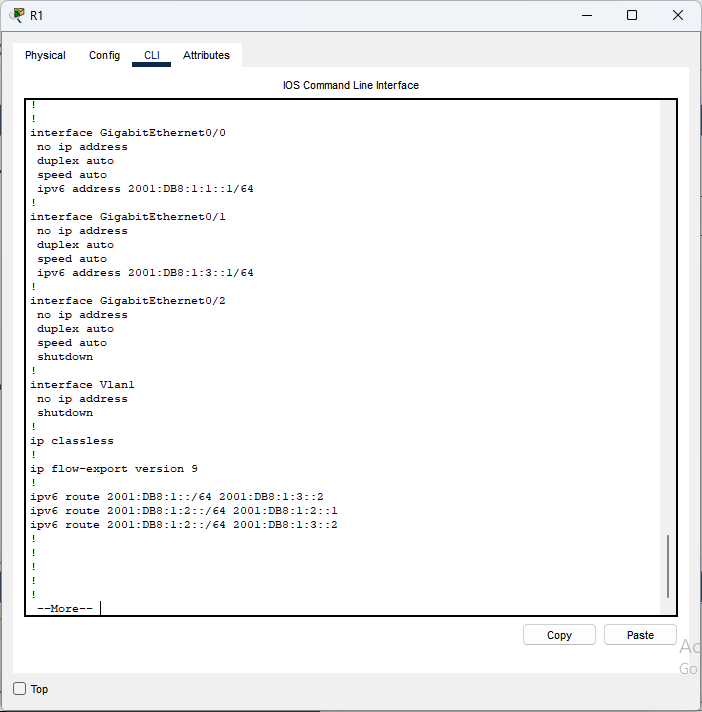 R1
Physical Config CLI Attributes
IOS Command Line Interface
!
!
interface GigabitEthernet0/0
no ip address
duplex auto
speed auto
ipv6 address 2001:DB8:1:1::1/64
!
interface GigabitEthernet0/1
no ip address
duplex auto
speed auto
ipv6 address 2001:DB8:1:3::1/64
!
interface GigabitEthernet0/2
no ip address
duplex auto
speed auto
shutdown
!
interface Vlan1
no ip address
shutdown
!
ip classless
!
ip flow-export version 9
!
ipv6 route 2001:DB8:1::/64 2001:DB8:1:3::2
ipv6 route 2001:DB8:1:2::/64 2001:DB8:1:2::1
ipv6 route 2001:DB8:1:2::/64 2001:DB8:1:3::2
!
!
!
!
!
--More--
Copy Paste
Ac
Go
Top